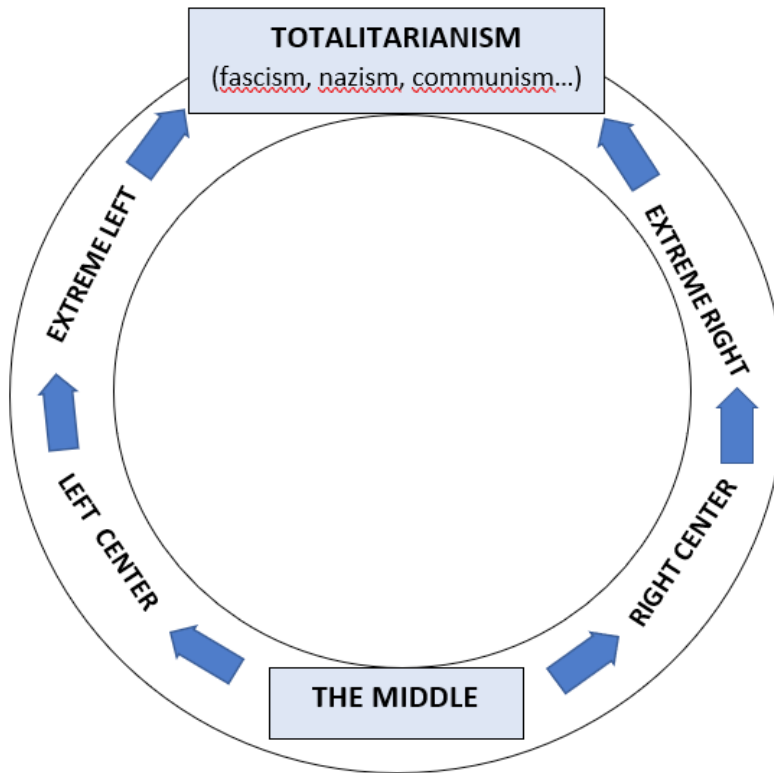 TOTALITARIANISM
(fascism, nazism, communism...)
EXTREME LEFT
EXTREME RIGHT
LEFT CENTER
RIGHT CENTER
THE MIDDLE